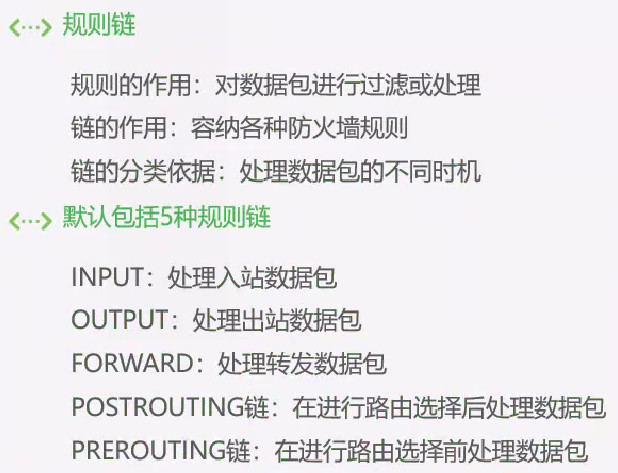 规则链
规则的作用：对数据包进行过滤或处理
链的作用：容纳各种防火墙规则
链的分类依据：处理数据包的不同时机
默认包括5种规则链
INPUT：处理入站数据包
OUTPUT：处理出站数据包
FORWARD：处理转发数据包
POSTROUTING链：在进行路由选择后处理数据包
PREROUTING链：在进行路由选择前处理数据包